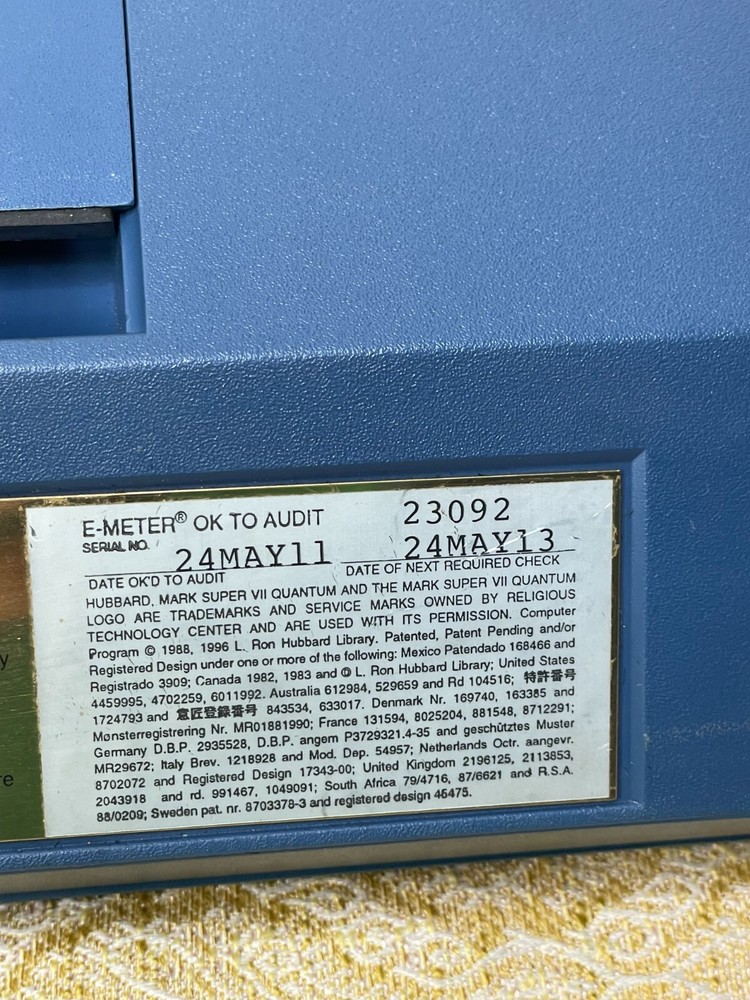 E-METER® OK TO AUDIT 23092
SERIAL NO.
24MAY11 24MAY13
DATE OK'D TO AUDIT DATE OF NEXT REQUIRED CHECK
HUBBARD, MARK SUPER VII QUANTUM AND THE MARK SUPER VII QUANTUM
LOGO ARE TRADEMARKS AND SERVICE MARKS OWNED BY RELIGIOUS
TECHNOLOGY CENTER AND ARE USED WITH ITS PERMISSION. Computer
Program © 1988, 1996 L. Ron Hubbard Library. Patented, Patent Pending and/or
Registered Design under one or more of the following: Mexico Patendado 168466 and
Registrado 3909; Canada 1982, 1983 and © L. Ron Hubbard Library; United States
4459995, 4702259, 6011992. Australia 612984, 529659 and Rd 104516; 特許番号
1724793 and 意匠登録番号 843534, 633017. Denmark Nr. 169740, 163385 and
Mønsterregistrering Nr. MR01881990; France 131594, 8025204, 881548, 8712291;
Germany D.B.P. 2935528, D.B.P. angem P3729321.4-35 and geschütztes Muster
MR29672; Italy Brev. 1218928 and Mod. Dep. 54957; Netherlands Octr. aangevr.
8702072 and Registered Design 17343-00; United Kingdom 2196125, 2113853,
2043918 and rd. 991467, 1049091; South Africa 79/4716, 87/6621 and R.S.A.
88/0209; Sweden pat. nr. 8703378-3 and registered design 46475.
y
re